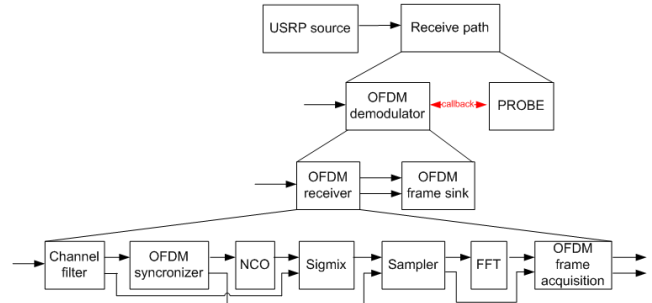 USRP source
Receive path
OFDM
demodulator
callback
PROBE
OFDM
receiver
OFDM
frame sink
Channel
filter
OFDM
syncronizer
NCO
Sigmix
Sampler
FFT
OFDM
frame
acquisition